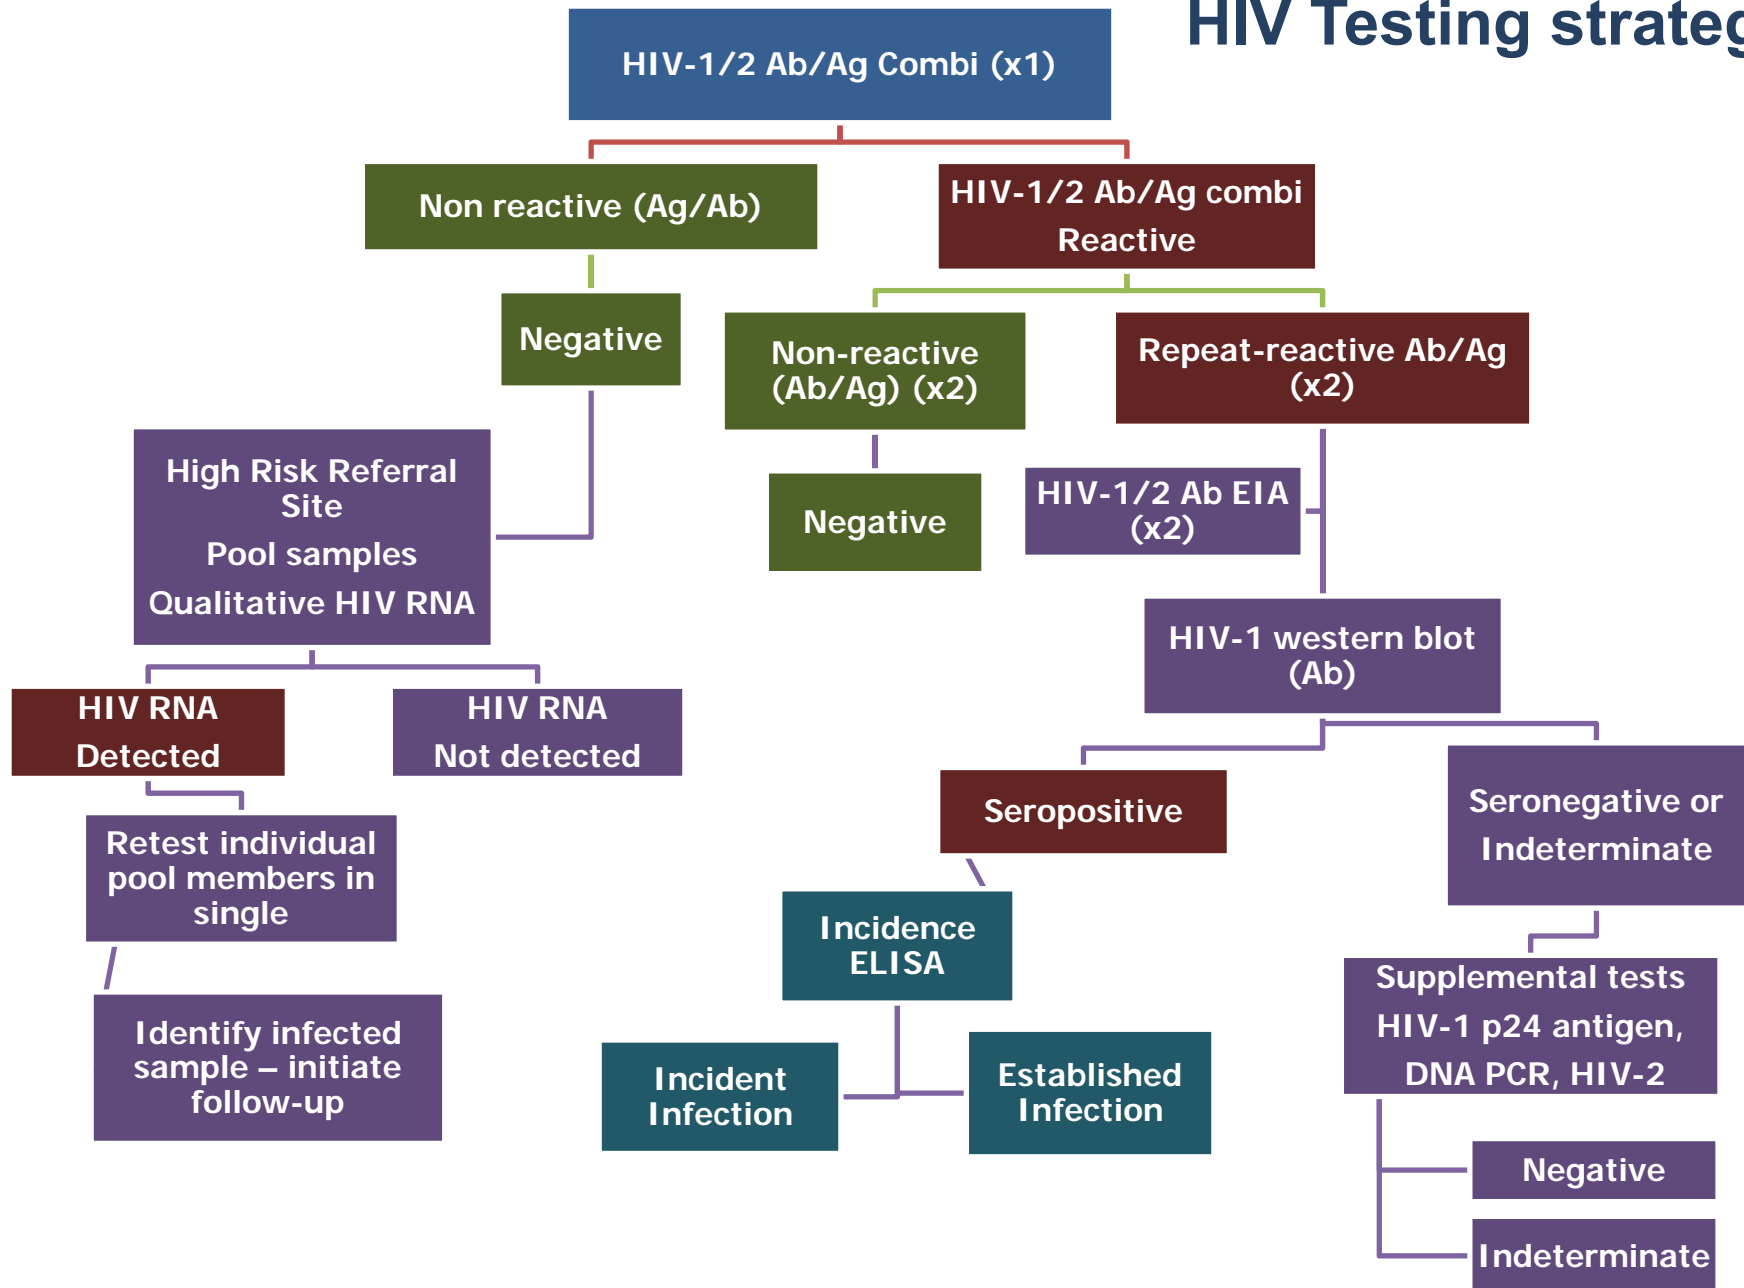 HIV Testing strateg
HIV-1/2 Ab/Ag Combi (x1)
Non reactive (Ag/Ab)
HIV-1/2 Ab/Ag combi
Reactive
Negative
Non-reactive
(Ab/Ag) (x2)
Repeat-reactive Ab/Ag
(x2)
High Risk Referral
Site
Pool samples
Qualitative HIV RNA
Negative
HIV-1/2 Ab EIA
(x2)
HIV-1 western blot
(Ab)
HIV RNA
Detected
HIV RNA
Not detected
Seropositive
Seronegative or
Indeterminate
Retest individual
pool members in
single
Incidence
ELISA
Supplemental tests
HIV-1 p24 antigen,
DNA PCR, HIV-2
Identify infected
sample – initiate
follow-up
Incident
Infection
Established
Infection
Negative
Indeterminate